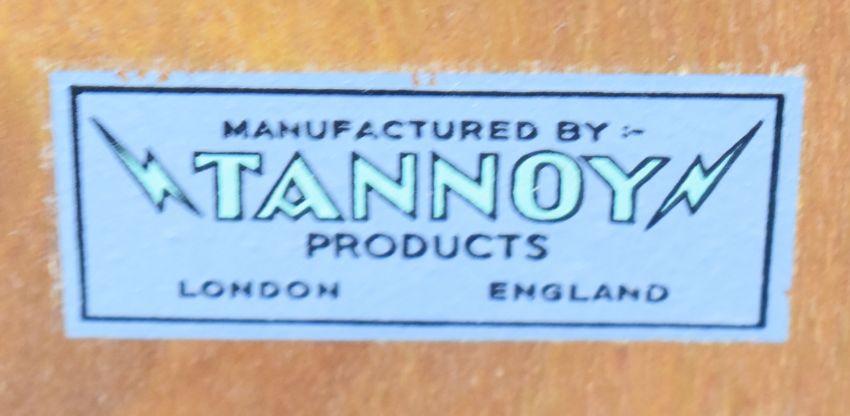 MANUFACTURED BY :-
TANNOY
PRODUCTS
LONDON ENGLAND